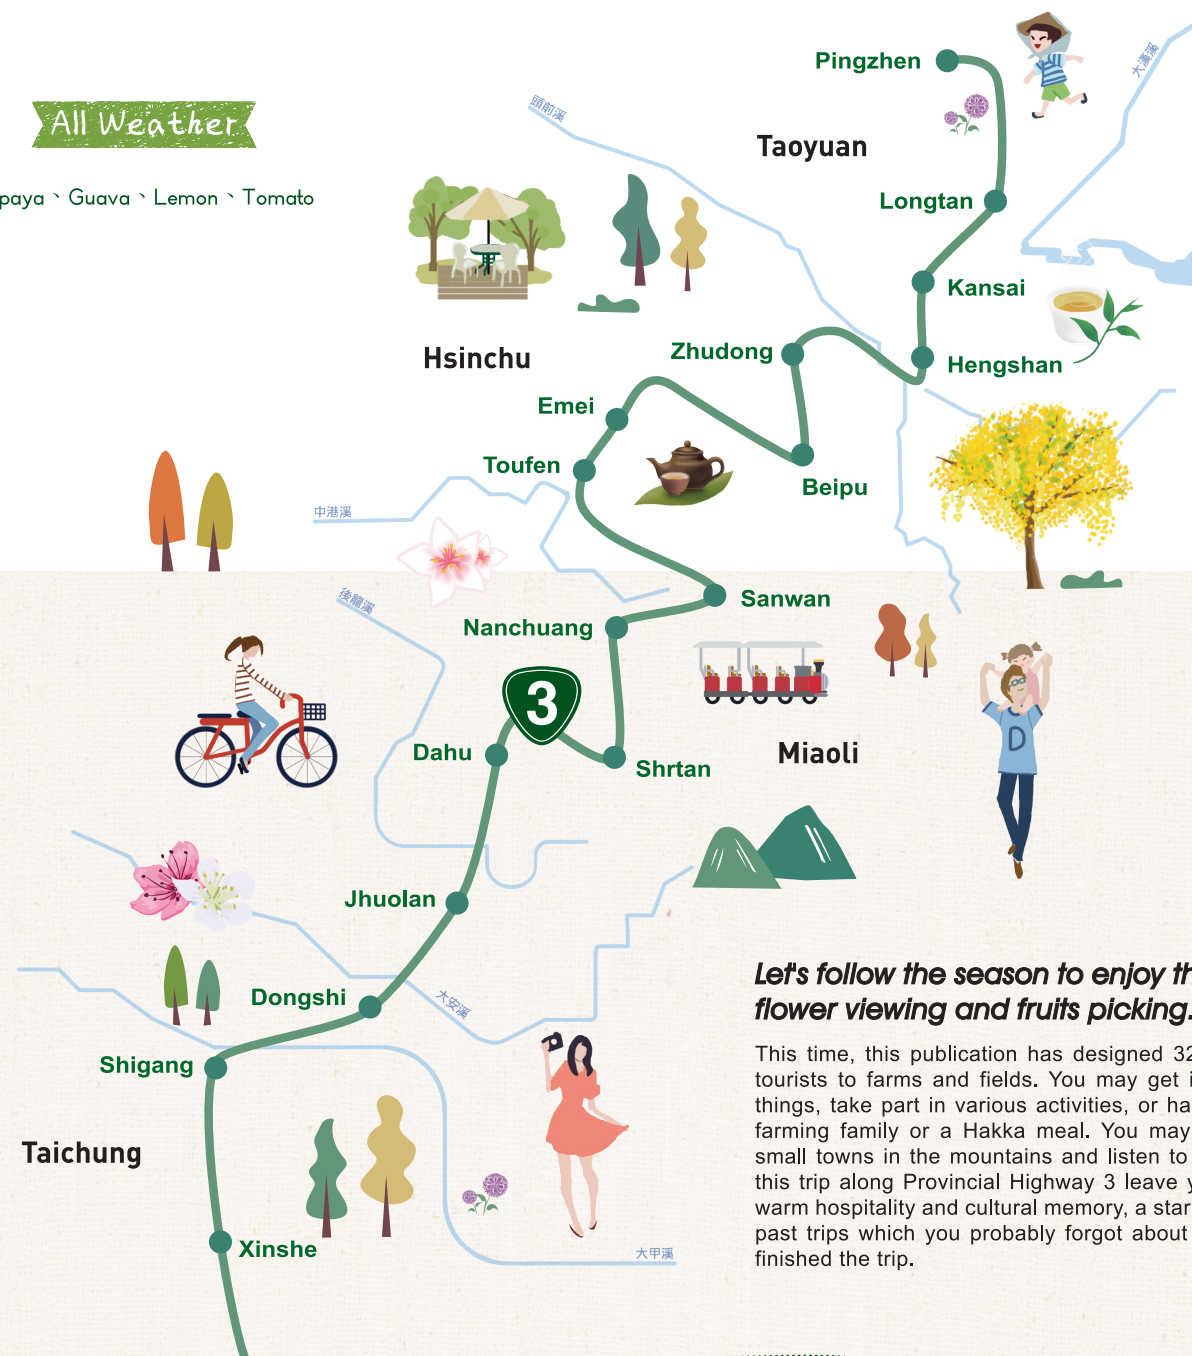 All Weather
paya、Guava、Lemon、Tomato
Pingzhen
大漢溪
頭前溪
Taoyuan
Longtan
Kansai
Zhudong
Hsinchu
Hengshan
Emei
Toufen
Beipu
中港溪
後龍溪
Sanwan
Nanchuang
3
D
Dahu
Miaoli
Shrtan
Jhuolan
Dongshi
大安溪
Shigang
Taichung
Xinshe
大甲溪
Let's follow the season to enjoy th
flower viewing and fruits picking.
This time, this publication has designed 32
tourists to farms and fields. You may get i
things, take part in various activities, or ha
farming family or a Hakka meal. You may
small towns in the mountains and listen to
this trip along Provincial Highway 3 leave y
warm hospitality and cultural memory, a star
past trips which you probably forgot about
finished the trip.